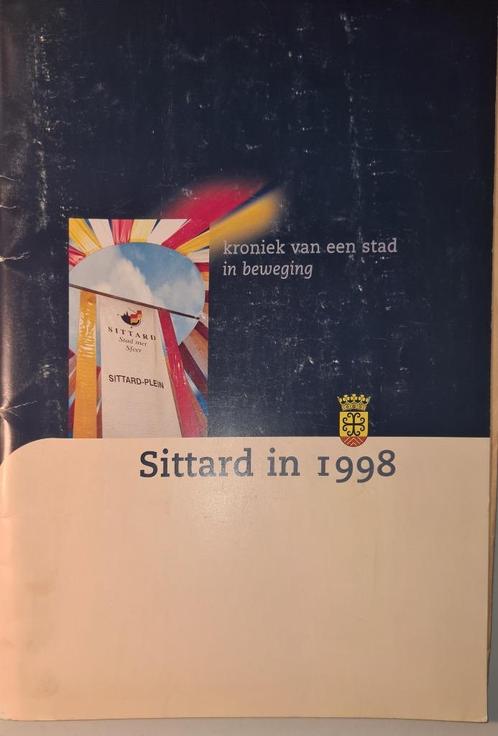 kroniek van een stad
in beweging
SITTARD
Stad met
Sfeer
SITTARD-PLEIN
Sittard in 1998